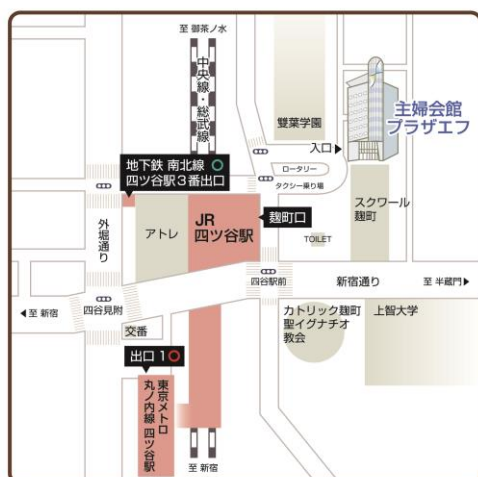 至 御茶ノ水
中央線・総武線
雙葉学園
主婦会館
プラザエフ
入口
地下鉄 南北線
四ツ谷駅3番出口
ロータリー
タクシー乗り場
外堀通り
アトレ
JR
四ツ谷駅
麹町口
スクワール
麹町
TOILET
四谷駅前
新宿通り
至 半蔵門
至 新宿
四谷見附
交番
カトリック麹町
聖イグナチオ
教会
上智大学
出口 1
東京メトロ
丸ノ内線 四ツ谷駅
至 新宿